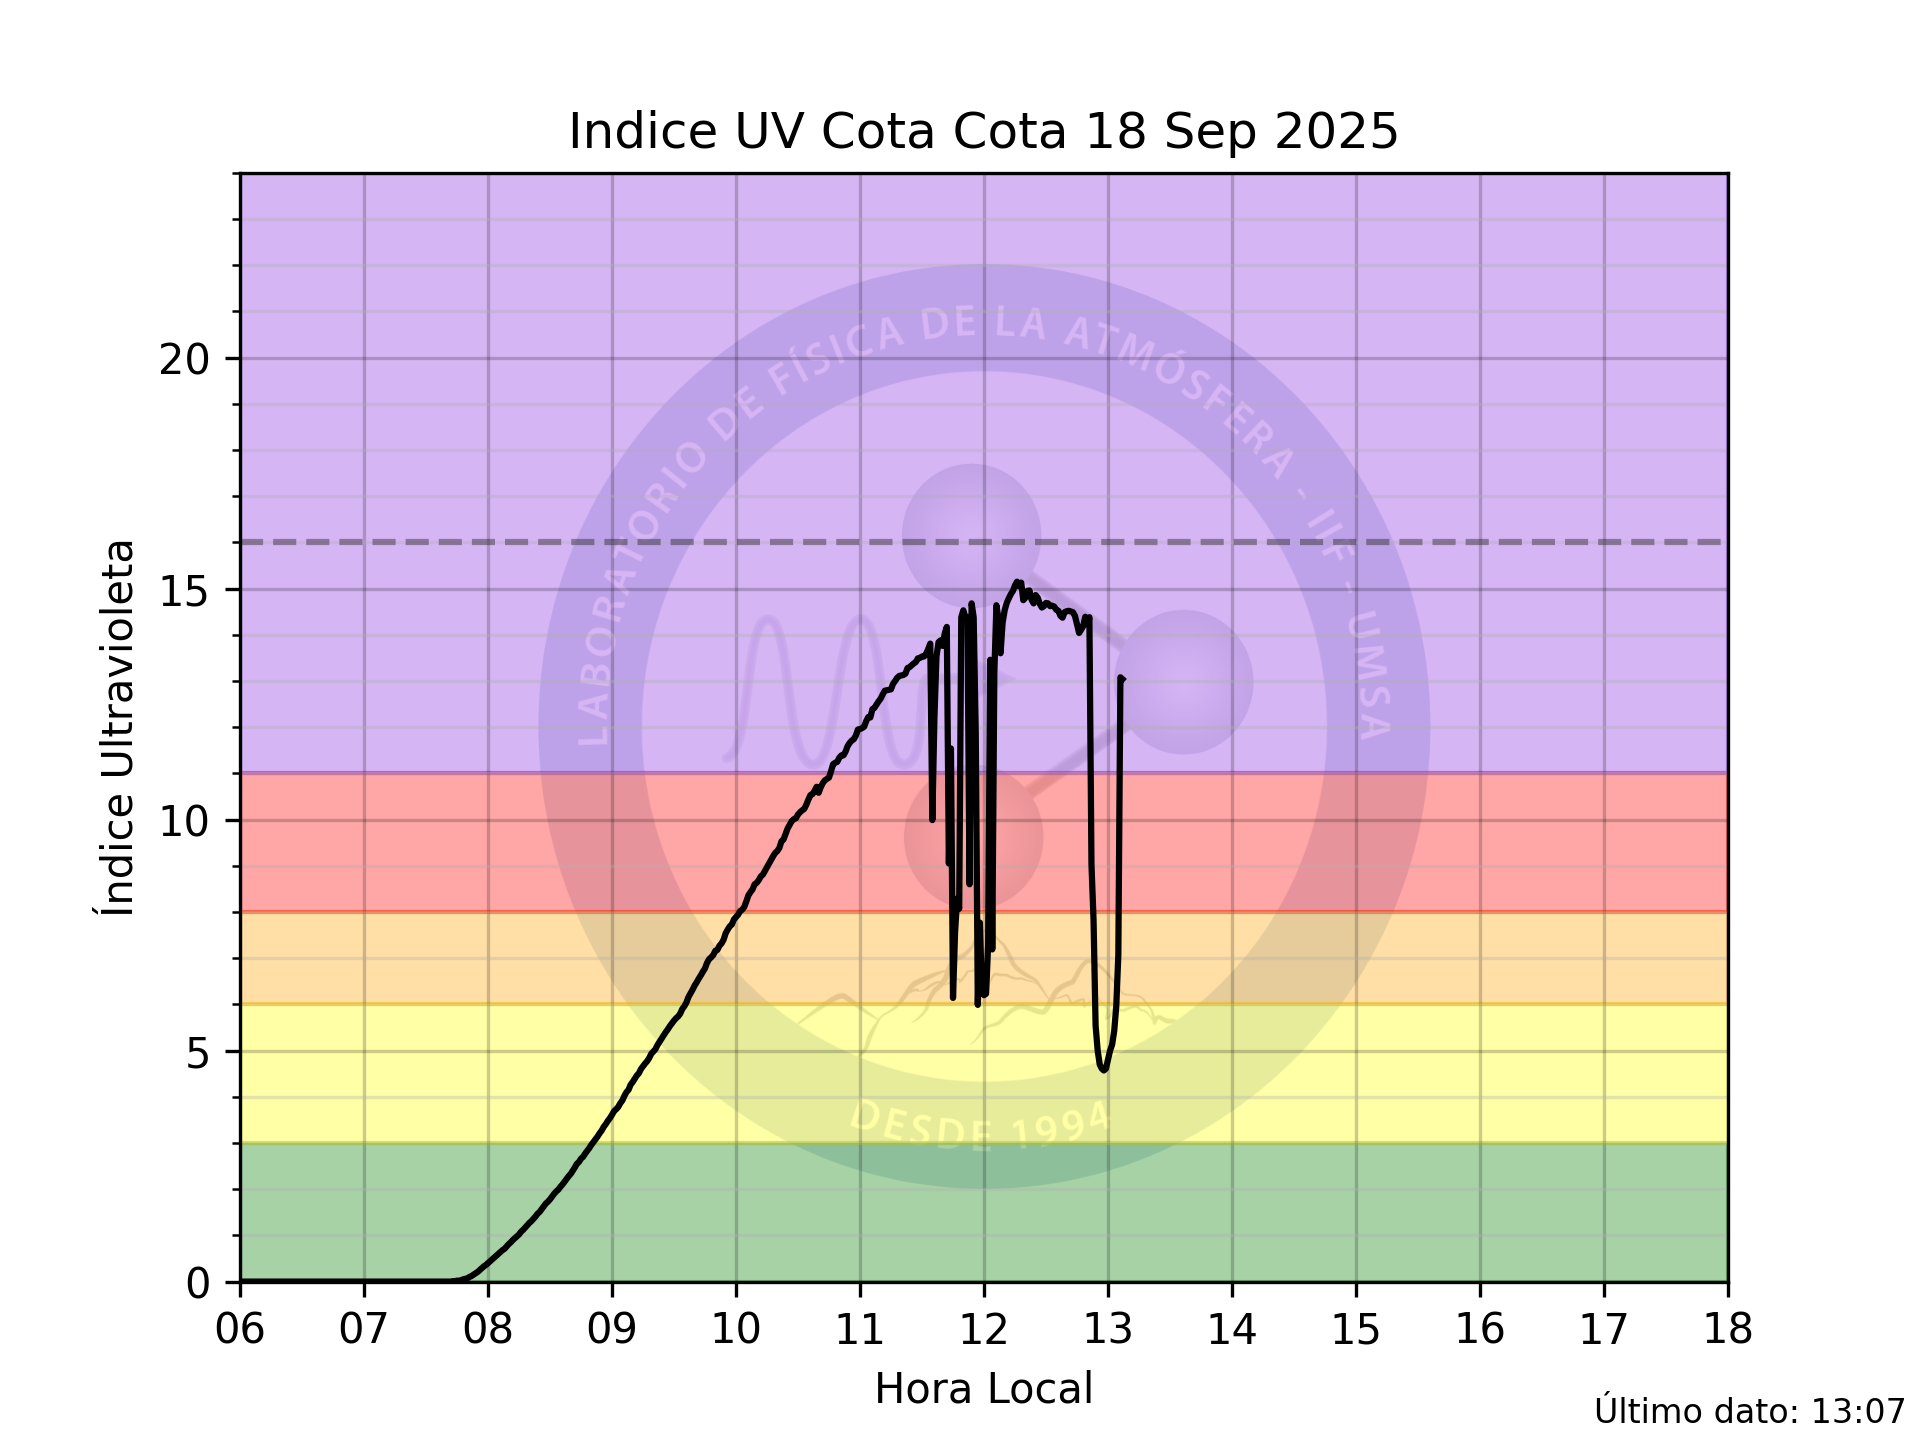 Indice UV Cota Cota 18 Sep 2025
Índice Ultravioleta
20
15
10
5
0
LABORATORIO DE FÍSICA DE LA ATMÓSFERA - IIF - UMSA
DESDE 1994
06 07 08 09 10 11 12 13 14 15 16 17 18
Hora Local
Último dato: 13:07